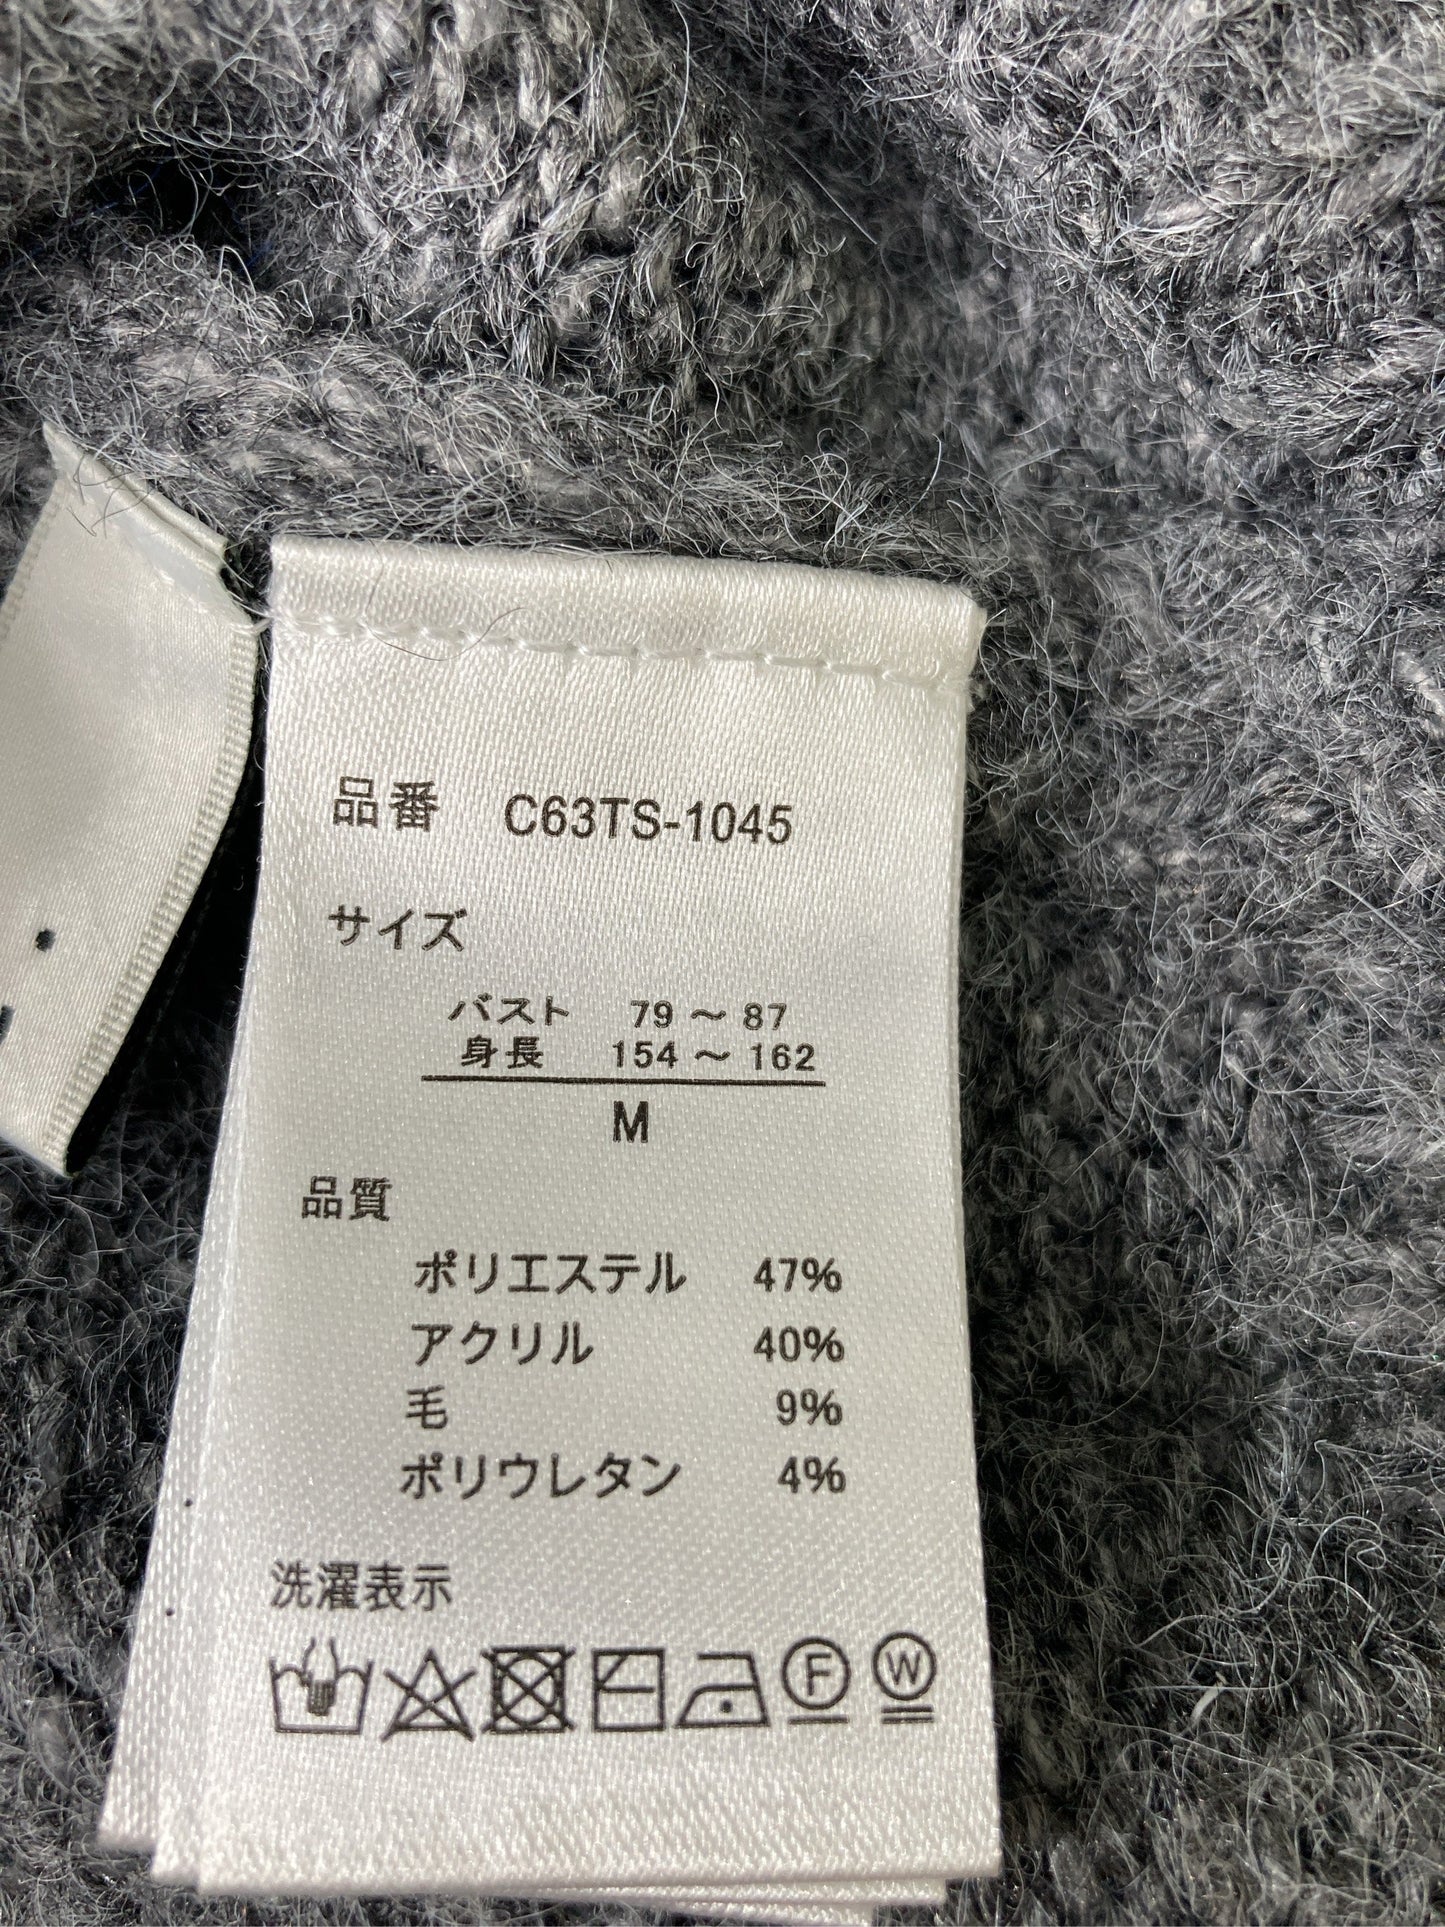 品番 C63TS-1045
サイズ
バスト 79～87
身長 154～162
M
品質
ポリエステル 47%
アクリル 40%
毛 9%
ポリウレタン 4%
洗濯表示
F W